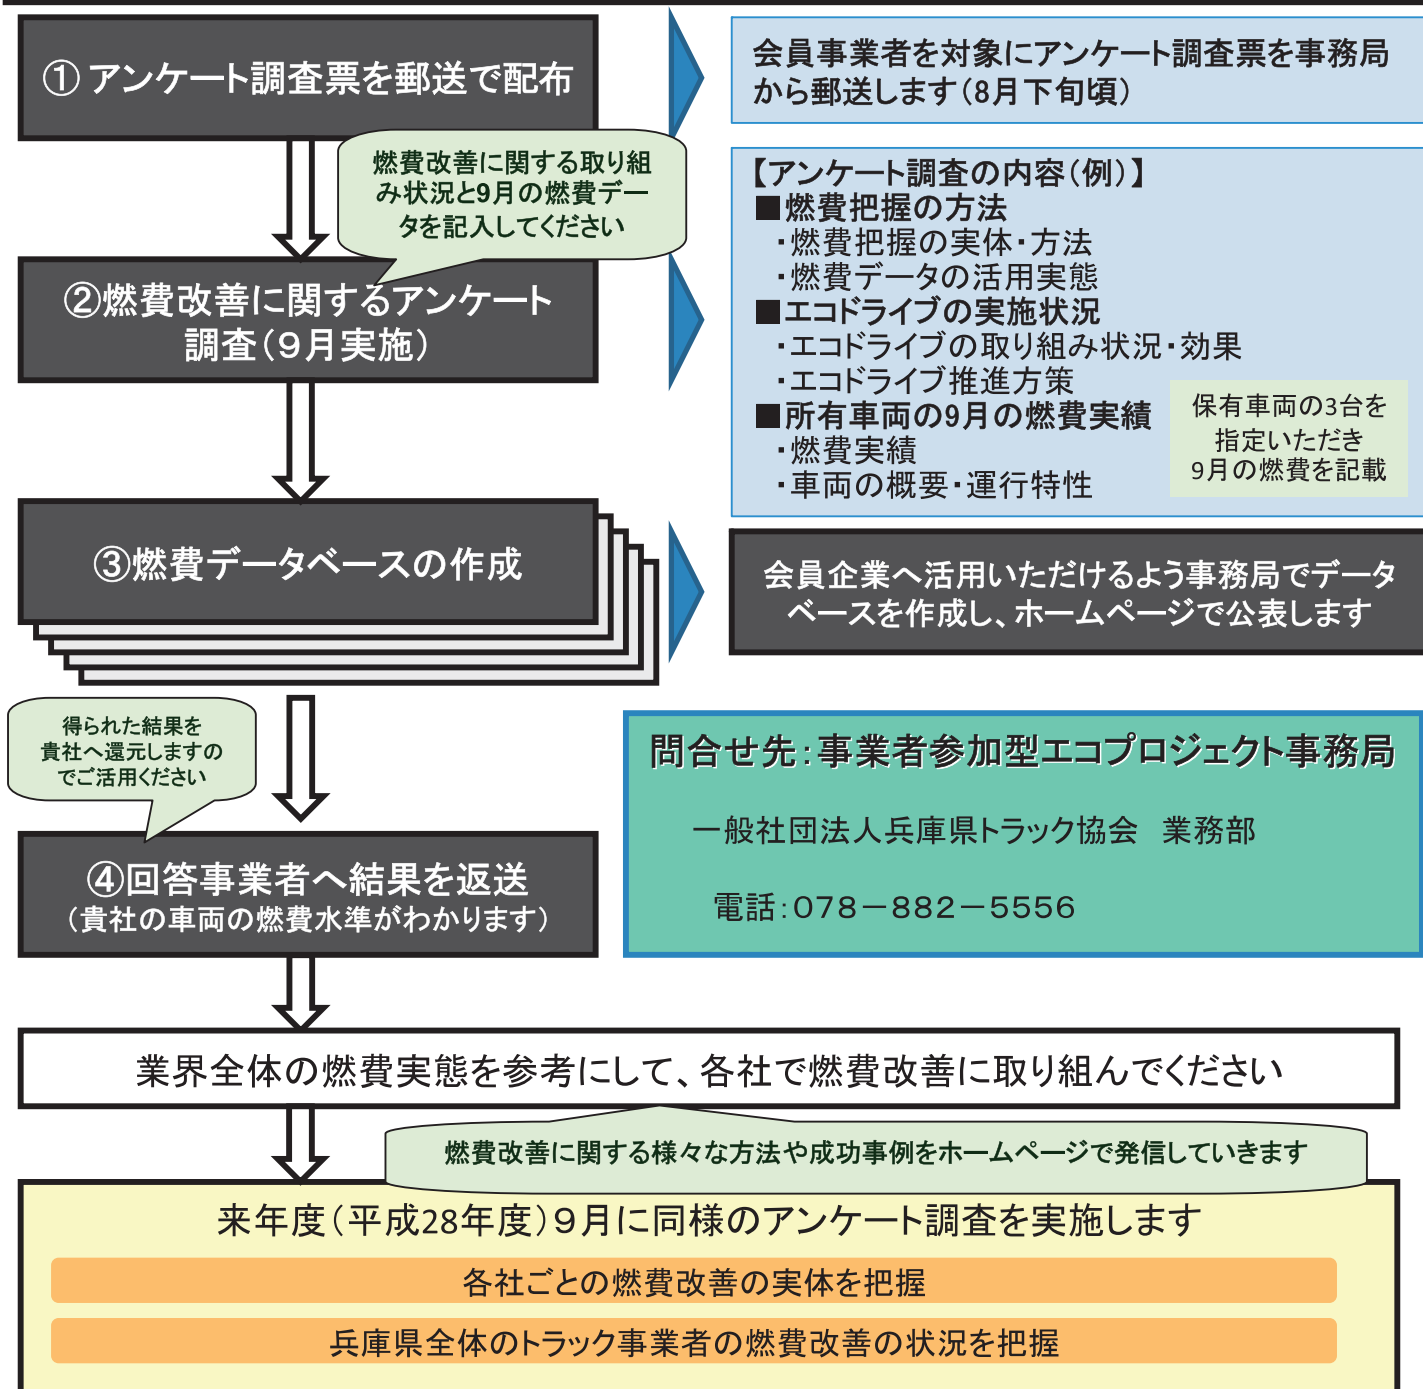 ①アンケート調査票を郵送で配布
会員事業者を対象にアンケート調査票を事務局
から郵送します（8月下旬頃）
燃費改善に関する取り組
み状況と9月の燃費デー
タを記入してください
②燃費改善に関するアンケート
調査（９月実施）
【アンケート調査の内容（例）】
■燃費把握の方法
・燃費把握の実体・方法
・燃費データの活用実態
■エコドライブの実施状況
・エコドライブの取り組み状況・効果
・エコドライブ推進方策
■所有車両の9月の燃費実績
・燃費実績
・車両の概要・運行特性
保有車両の3台を
指定いただき
9月の燃費を記載
③燃費データベースの作成
会員企業へ活用いただけるよう事務局でデータ
ベースを作成し、ホームページで公表します
得られた結果を
貴社へ還元しますの
でご活用ください
④回答事業者へ結果を返送
（貴社の車両の燃費水準がわかります）
問合せ先：事業者参加型エコプロジェクト事務局
一般社団法人兵庫県トラック協会　業務部
電話：０７８－８８２－５５５６
業界全体の燃費実態を参考にして、各社で燃費改善に取り組んでください
燃費改善に関する様々な方法や成功事例をホームページで発信していきます
来年度（平成28年度）９月に同様のアンケート調査を実施します
各社ごとの燃費改善の実体を把握
兵庫県全体のトラック事業者の燃費改善の状況を把握